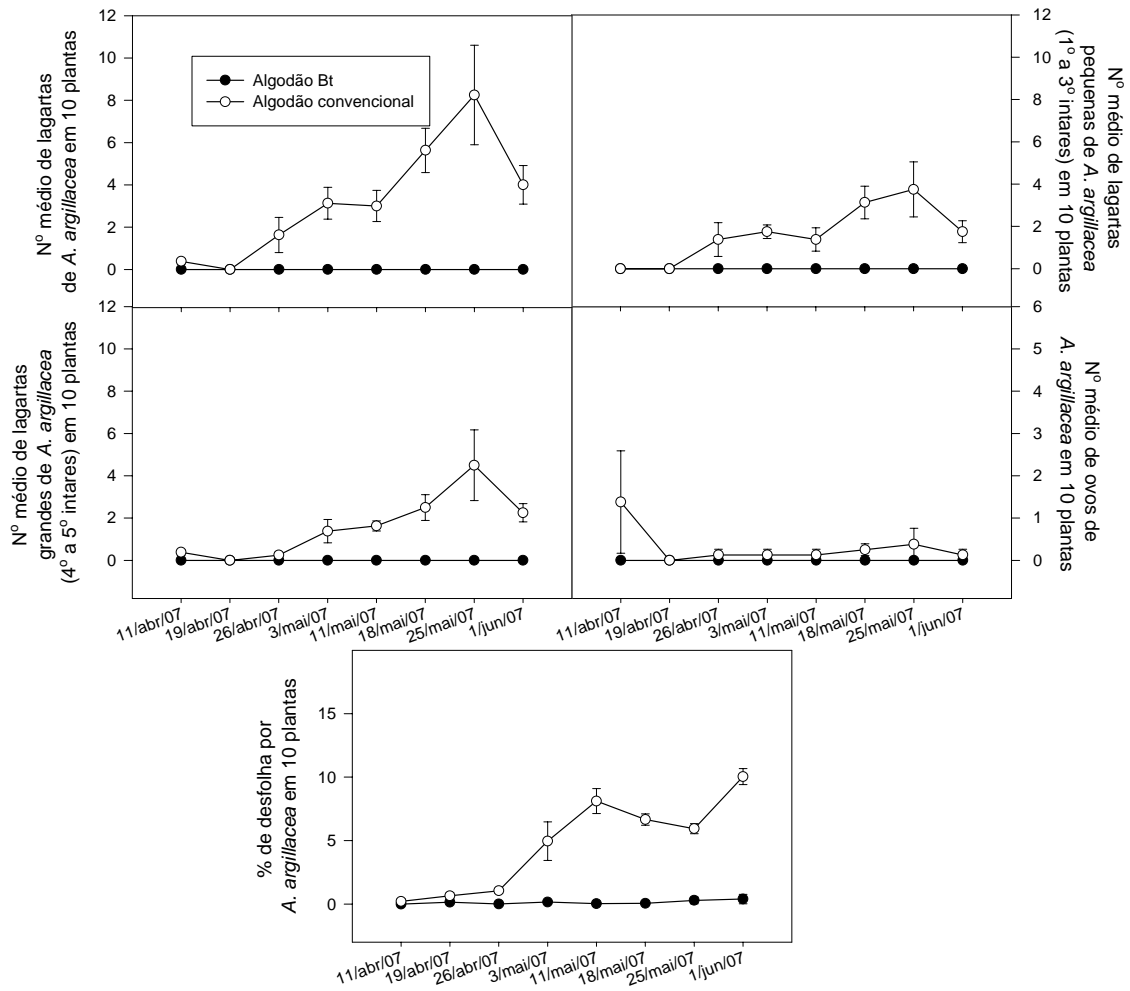 Nº médio de lagartas
de A. argillacea em 10 plantas
12
10
8
6
4
2
0
Algodão Bt
Algodão convencional
12
10
8
6
4
2
0
Nº médio de lagartas
pequenas de A. argillacea
(1º a 3º intares) em 10 plantas
Nº médio de lagartas
grandes de A. argillacea
(4º a 5º intares) em 10 plantas
12
10
8
6
4
2
0
11/abr/07
19/abr/07
26/abr/07
3/mai/07
11/mai/07
18/mai/07
25/mai/07
1/jun/07
6
5
4
3
2
1
0
Nº médio de ovos de
A. argillacea em 10 plantas
11/abr/07
19/abr/07
26/abr/07
3/mai/07
11/mai/07
18/mai/07
25/mai/07
1/jun/07
% de desfolha por
A. argillacea em 10 plantas
15
10
5
0
11/abr/07
19/abr/07
26/abr/07
3/mai/07
11/mai/07
18/mai/07
25/mai/07
1/jun/07